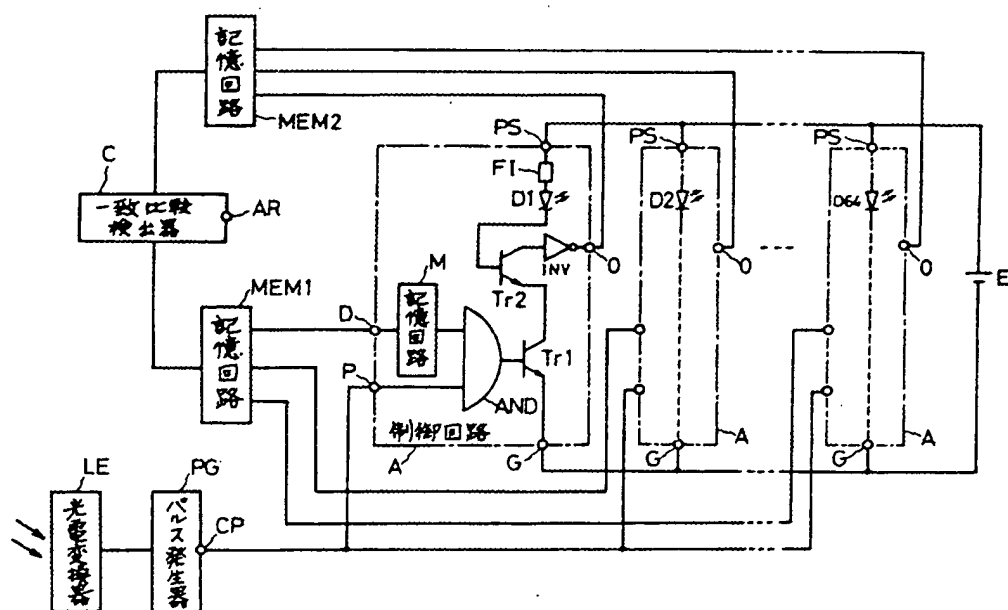 記憶回路
MEM2
C
一致比較
検出器
AR
PS
FI
D1
INV
O
Tr2
M
記憶回路
D
P
AND
Tr1
制御回路
A
G
PS
D2
O
G
A
PS
D64
O
G
A
E
MEM1
記憶回路
LE
光電変換器
PG
パルス発生器
CP